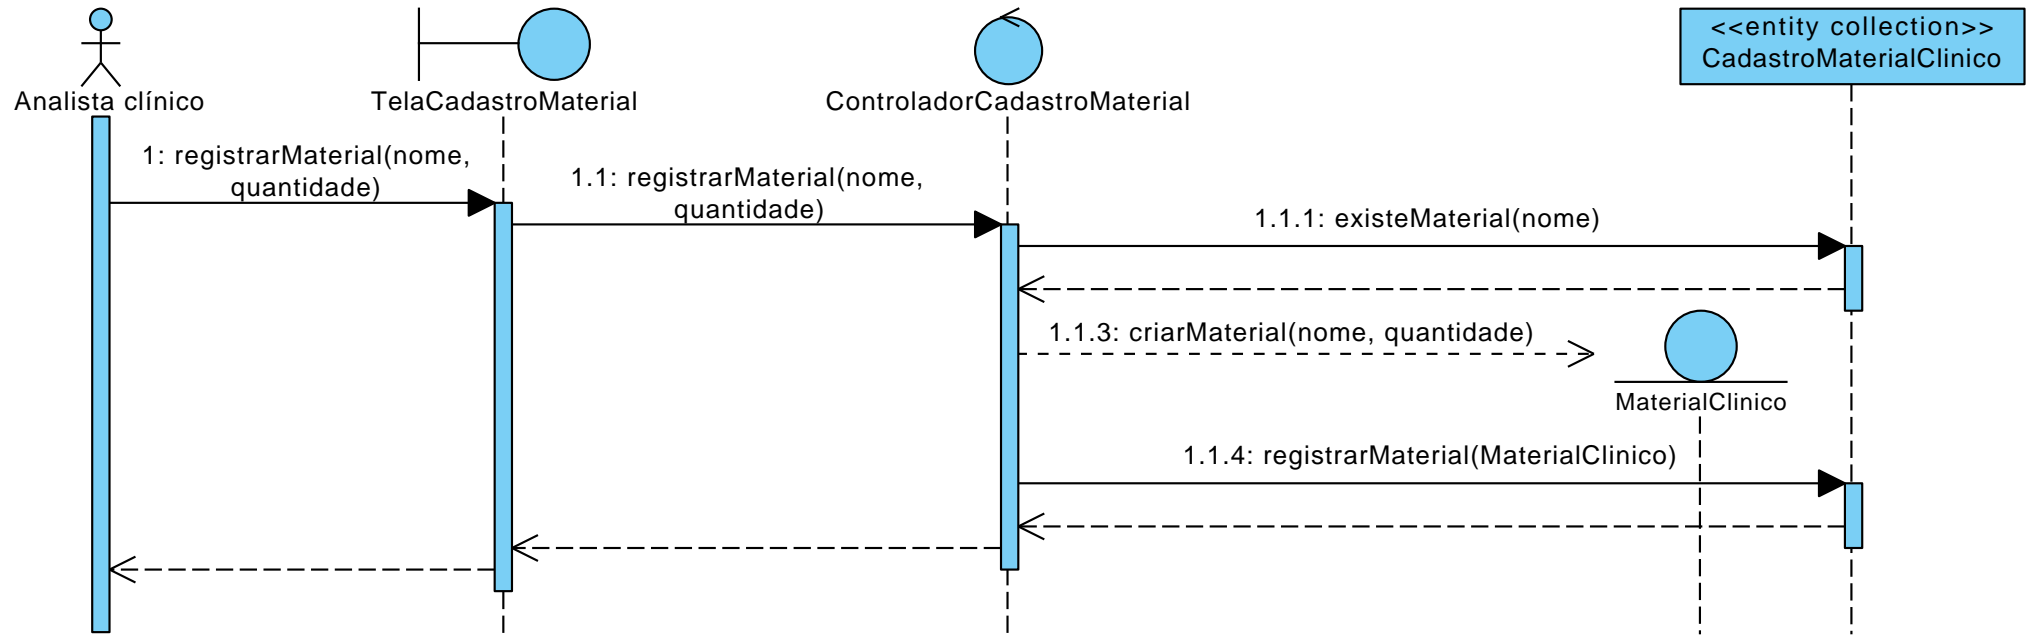 <<entity collection>>
CadastroMaterialClinico
Analista clínico
TelaCadastroMaterial
ControladorCadastroMaterial
1: registrarMaterial(nome,
quantidade)
1.1: registrarMaterial(nome,
quantidade)
1.1.1: existeMaterial(nome)
1.1.3: criarMaterial(nome, quantidade)
MaterialClinico
1.1.4: registrarMaterial(MaterialClinico)